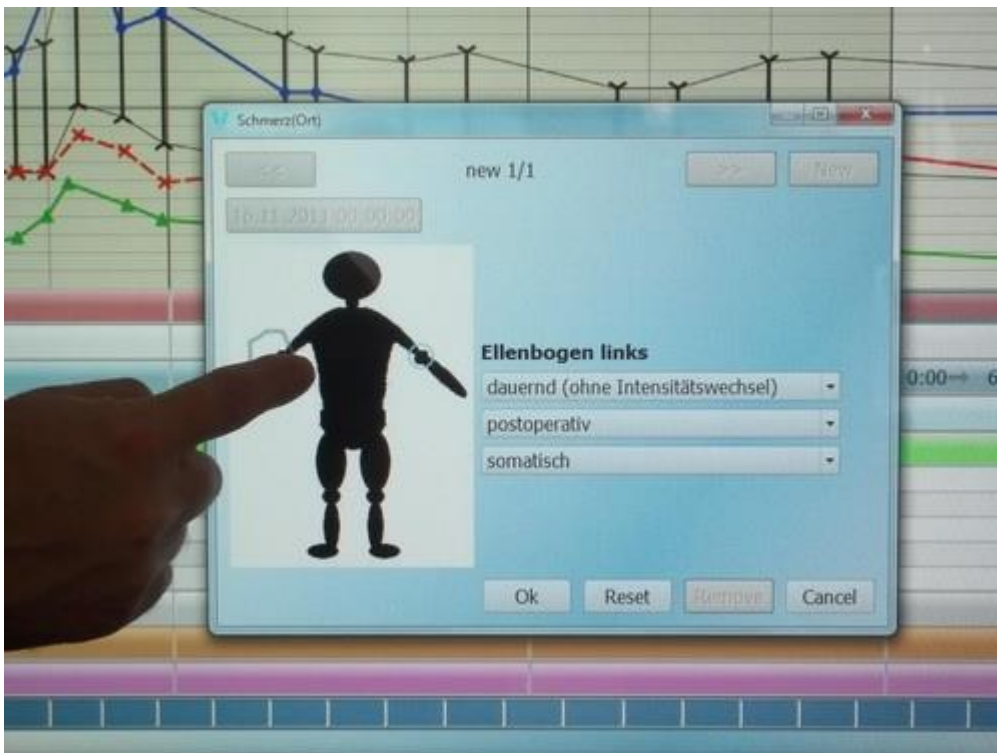 Schmerz(Ort)
<<
new 1/1
>>
New
16.11.2011 00:00:00
Ellenbogen links
dauernd (ohne Intensitätswechsel)
postoperativ
somatisch
0:00
6
Ok
Reset
Remove
Cancel